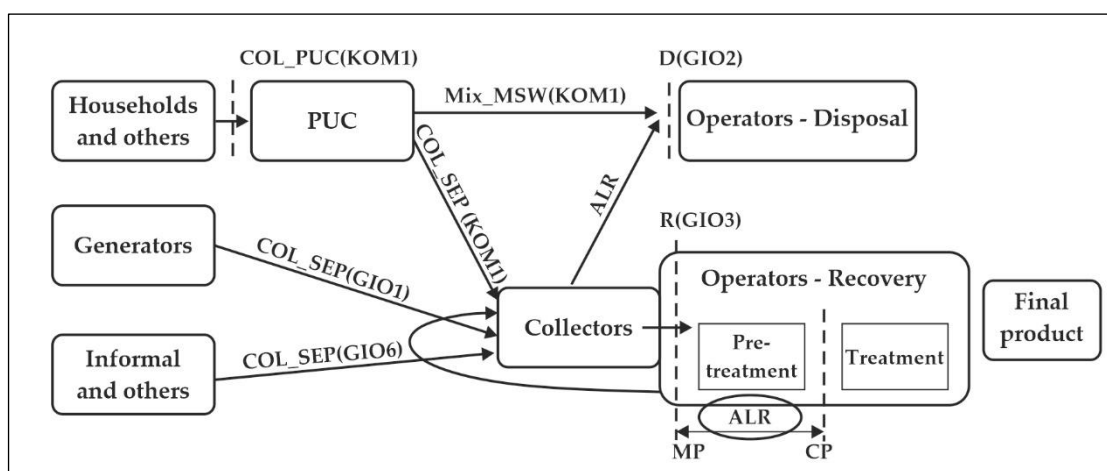 COL_PUC(KOM1)
D(GIO2)
Households
and others
PUC
Mix_MSW(KOM1)
Operators - Disposal
COL_SEP (KOM1)
ALR
R(GIO3)
Generators
COL_SEP(GIO1)
Operators - Recovery
Collectors
Final
product
Pre-
treatment
Treatment
Informal
and others
COL_SEP(GIO6)
ALR
MP
CP